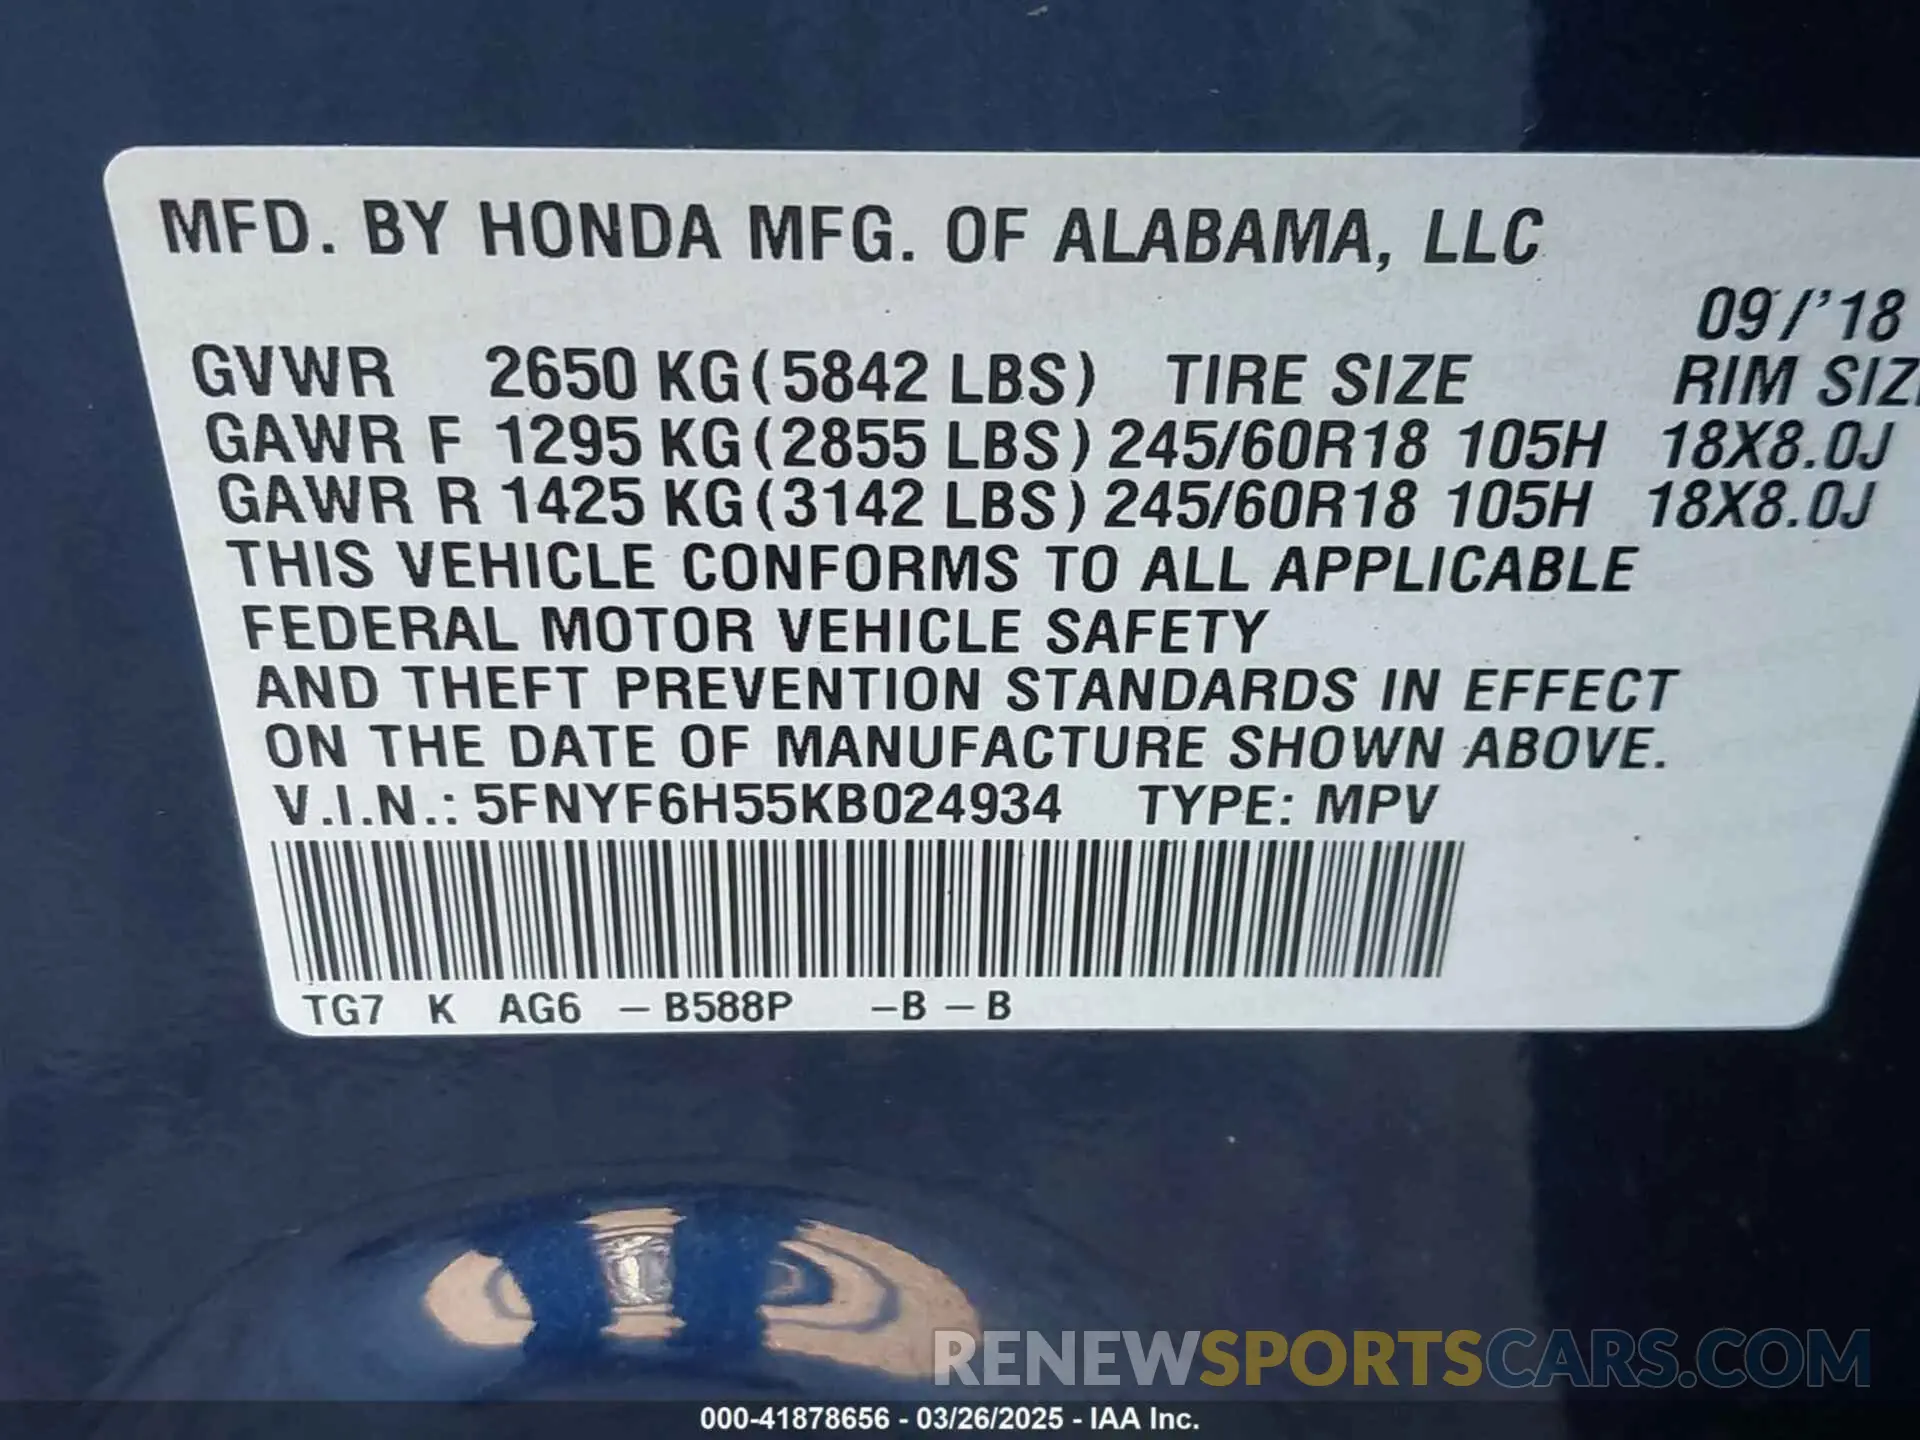 MFD. BY HONDA MFG. OF ALABAMA, LLC
09/'18
GVWR 2650 KG (5842 LBS) TIRE SIZE RIM SIZE
GAWR F 1295 KG (2855 LBS) 245/60R18 105H 18X8.0J
GAWR R 1425 KG (3142 LBS) 245/60R18 105H 18X8.0J
THIS VEHICLE CONFORMS TO ALL APPLICABLE
FEDERAL MOTOR VEHICLE SAFETY
AND THEFT PREVENTION STANDARDS IN EFFECT
ON THE DATE OF MANUFACTURE SHOWN ABOVE.
V.I.N.: 5FNYF6H55KB024934 TYPE: MPV
TG7 K AG6 – B588P –B – B
RENEWSPORTSCARS.COM
000-41878656 - 03/26/2025 - IAA Inc.